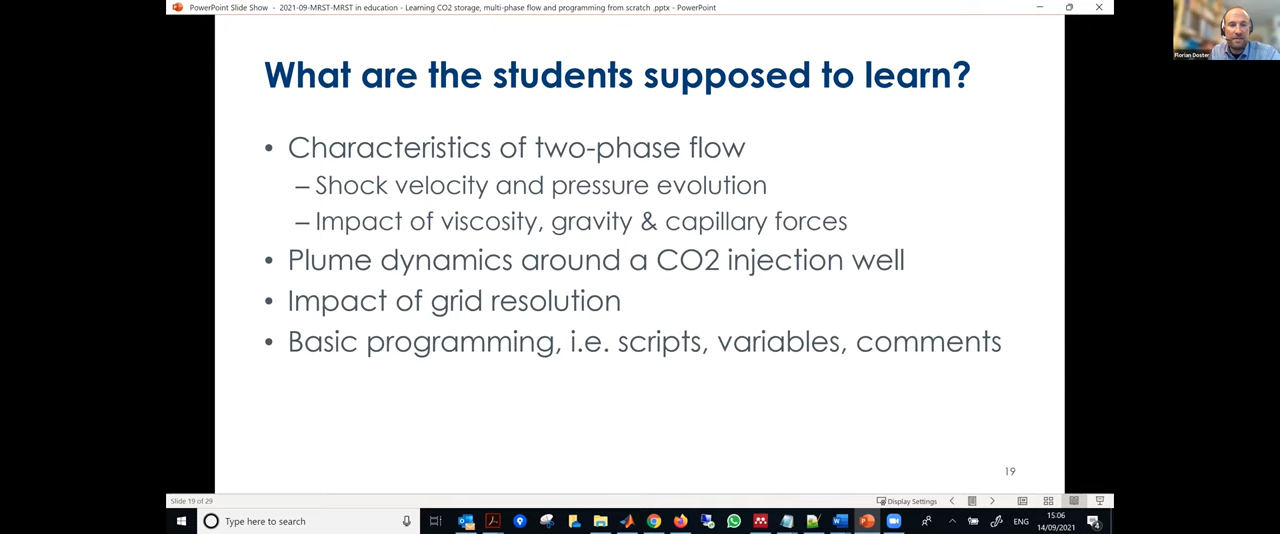 PowerPoint Slide Show - 2021-09-MRST-MRST in education - Learning CO2 storage, multi-phase flow and programming from scratch .pptx - PowerPoint
Florian Doster
What are the students supposed to learn?
• Characteristics of two-phase flow
– Shock velocity and pressure evolution
– Impact of viscosity, gravity & capillary forces
• Plume dynamics around a CO2 injection well
• Impact of grid resolution
• Basic programming, i.e. scripts, variables, comments
19
Slide 19 of 29
Display Settings
Type here to search
ENG
15:06
14/09/2021
4